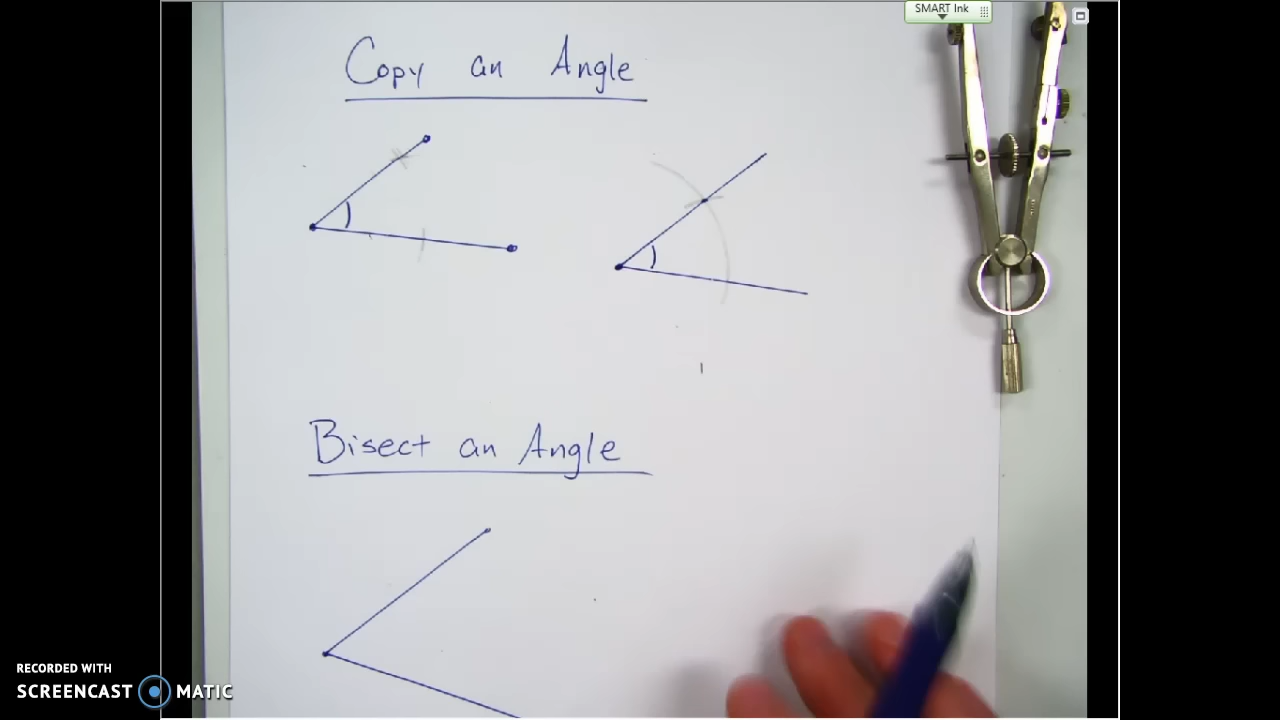 SMART Ink
Copy an Angle
Bisect an Angle
RECORDED WITH
SCREENCAST MATIC